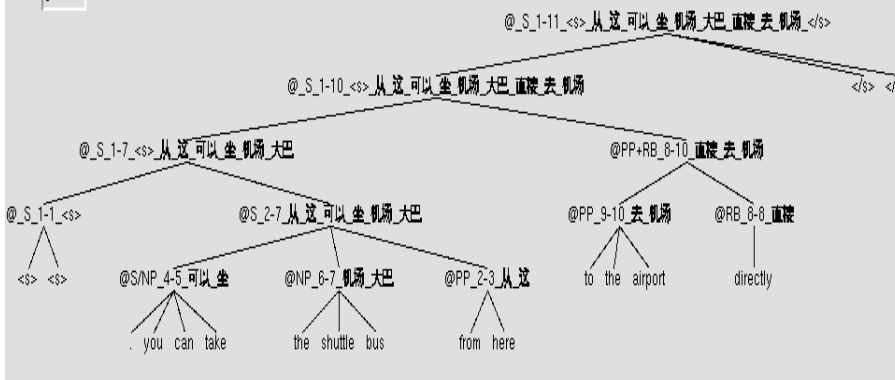 @_S_1-11_<s>_从_这_可以_坐_机场_大巴_直接_去_机场_</s>
@_S_1-10_<s>_从_这_可以_坐_机场_大巴_直接_去_机场
</s> </
@_S_1-7_<s>_从_这_可以_坐_机场_大巴
@PP+RB_8-10_直接_去_机场
@_S_1-1_<s>
@S_2-7_从_这_可以_坐_机场_大巴
@PP_9-10_去_机场
@RB_8-8_直接
<s> <s>
@S/NP_4-5_可以_坐
@NP_6-7_机场_大巴
@PP_2-3_从_这
to the airport
directly
. you can take
the shuttle bus
from here